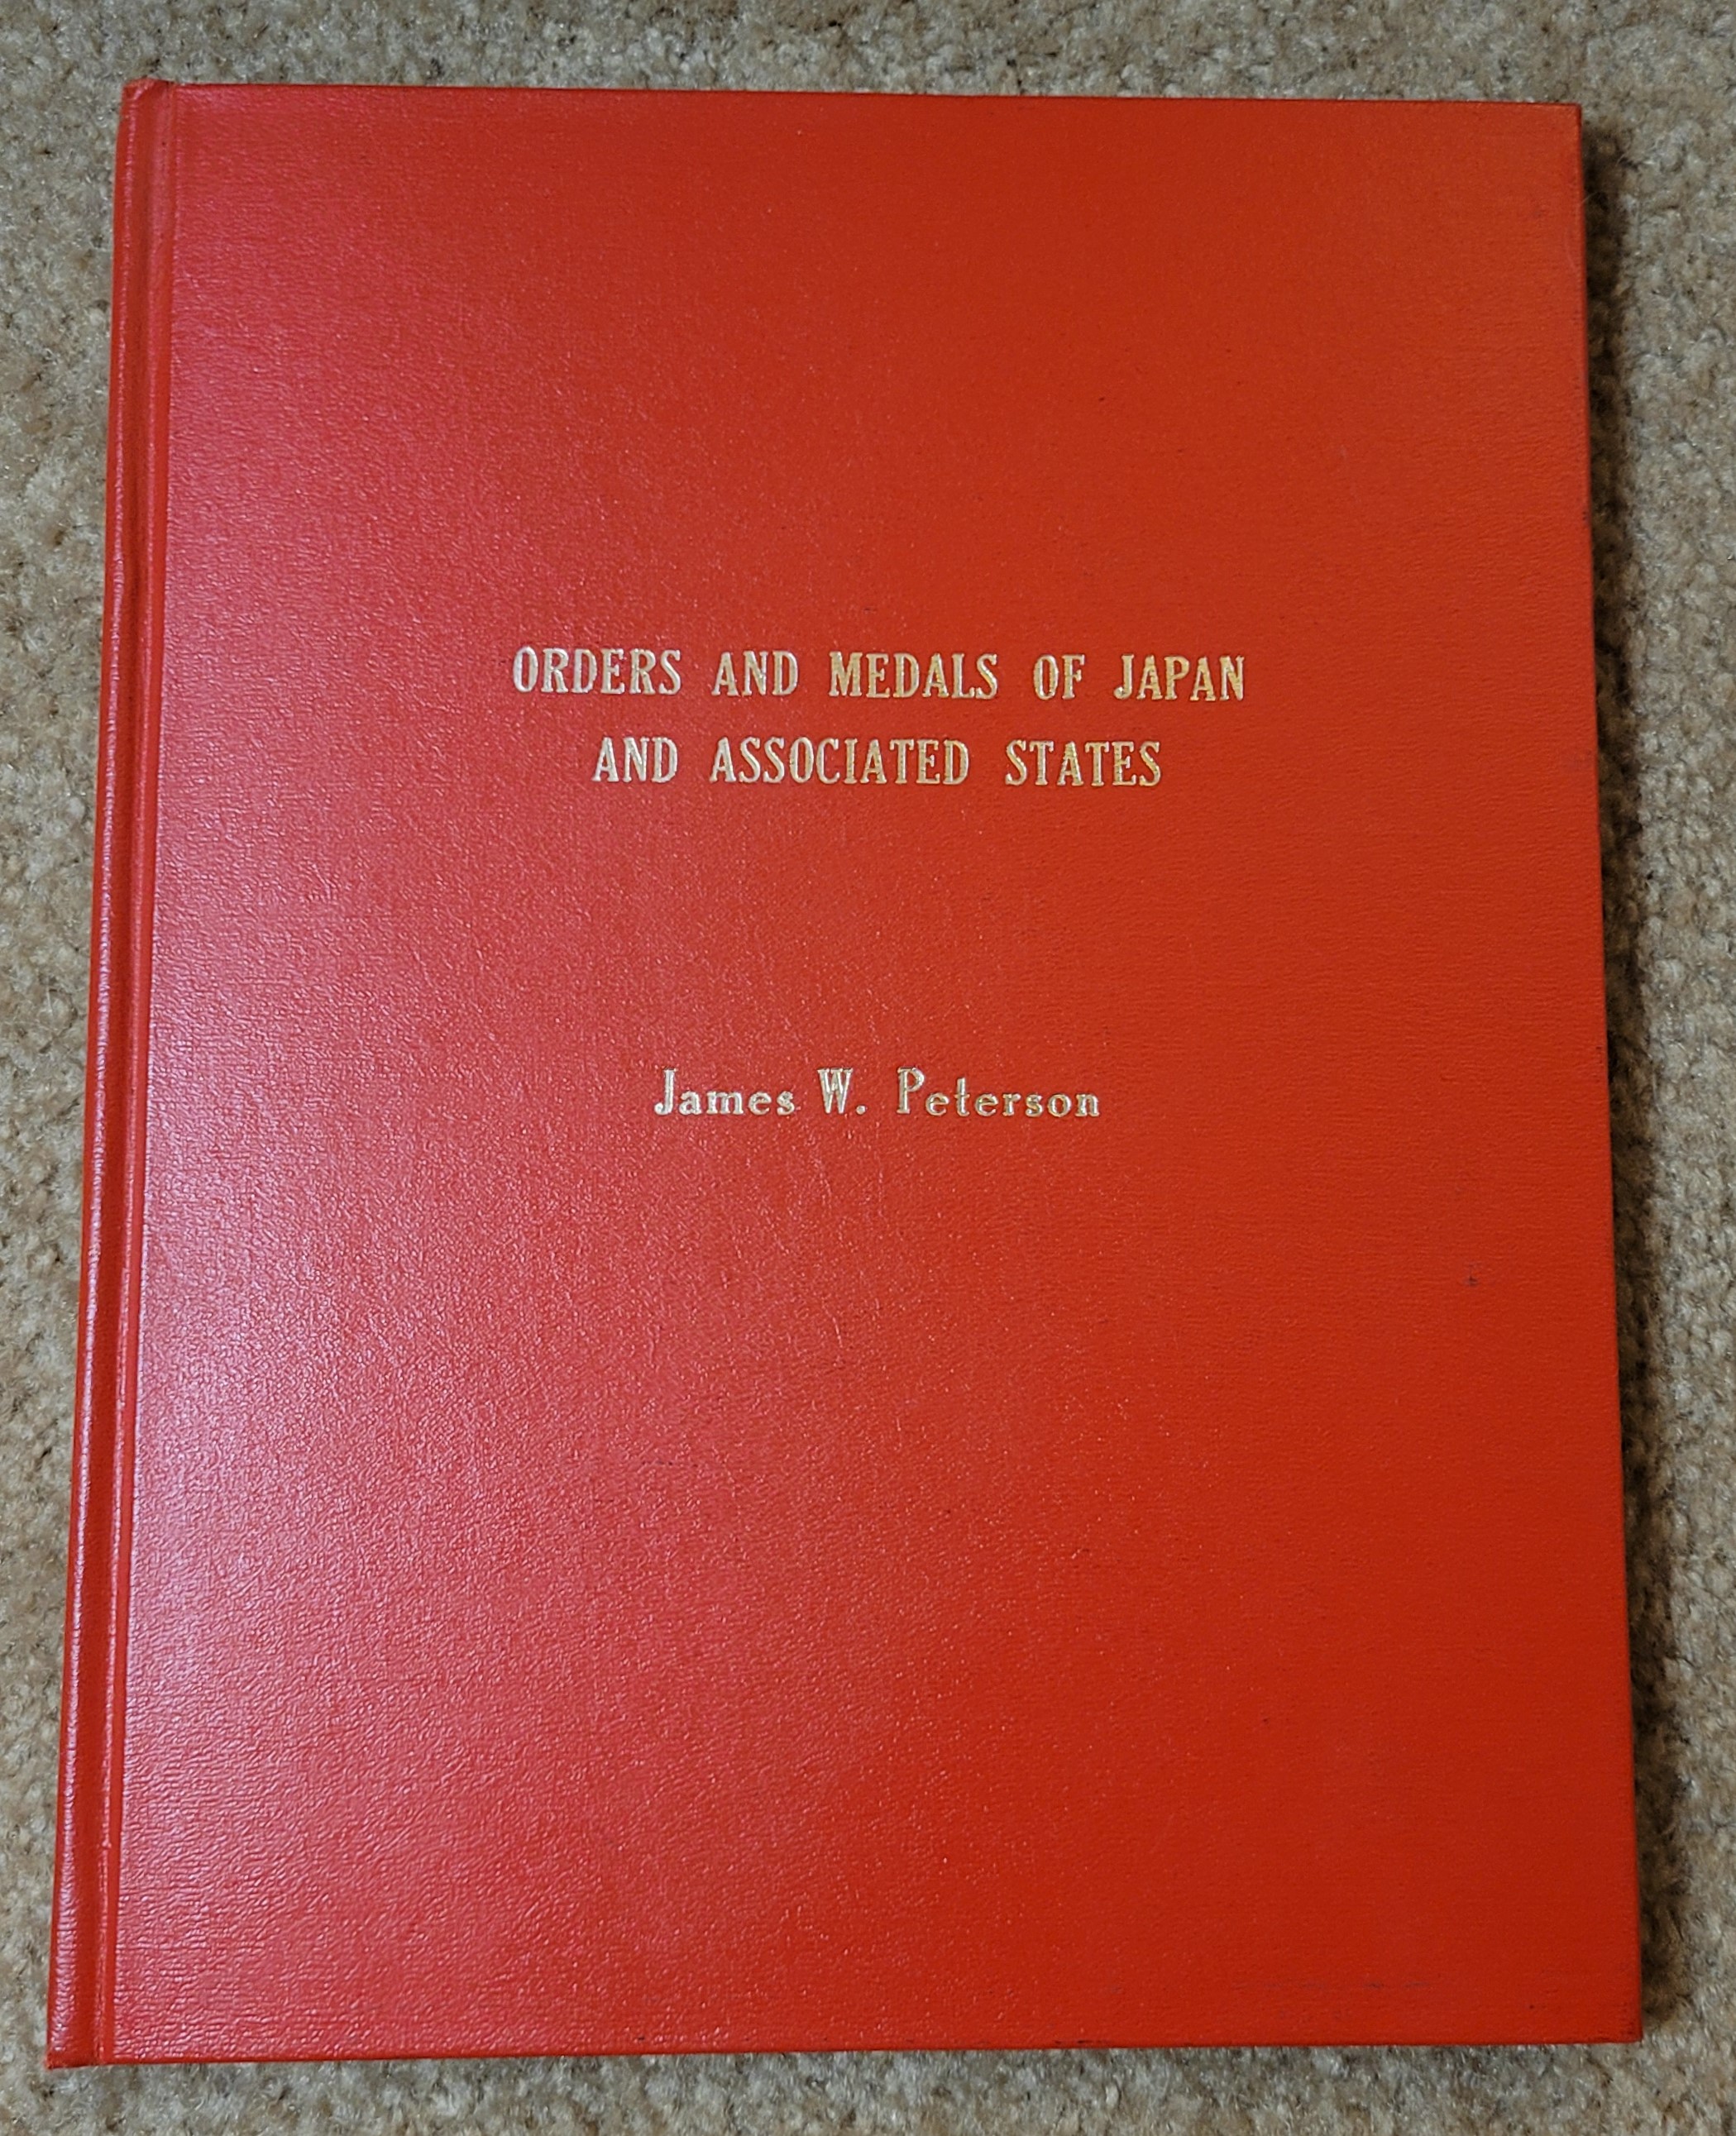 ORDERS AND MEDALS OF JAPAN
AND ASSOCIATED STATES
James W. Peterson